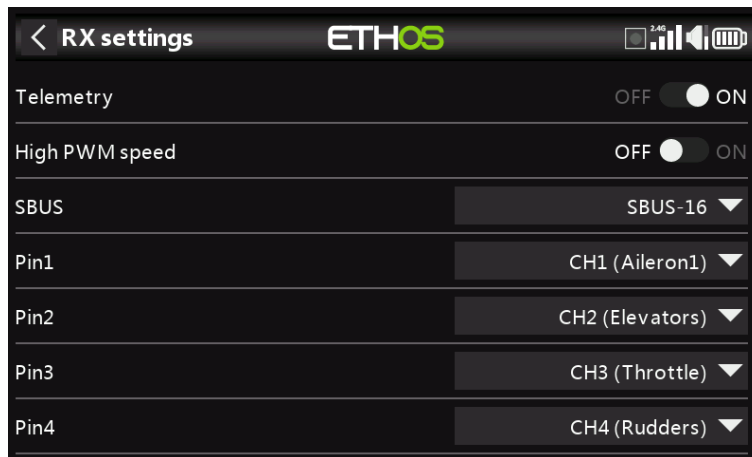 RX settings ETHOS 2.4G
Telemetry OFF ON
High PWM speed OFF ON
SBUS SBUS-16
Pin1 CH1 (Aileron1)
Pin2 CH2 (Elevators)
Pin3 CH3 (Throttle)
Pin4 CH4 (Rudders)